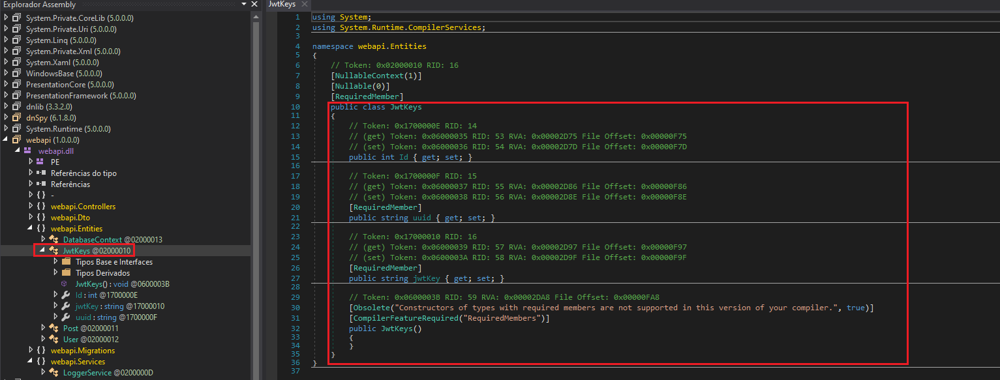 Explorador Assembly
System.Private.CoreLib (5.0.0.0)
System.Private.Uri (5.0.0.0)
System.Linq (5.0.0.0)
System.Private.Xml (5.0.0.0)
System.Xaml (5.0.0.0)
WindowsBase (5.0.0.0)
PresentationCore (5.0.0.0)
PresentationFramework (5.0.0.0)
dnlib (3.3.2.0)
dnSpy (6.1.8.0)
System.Runtime (5.0.0.0)
webapi (1.0.0.0)
webapi.dll
PE
Referências do tipo
Referências
{ } -
{ } webapi.Controllers
{ } webapi.Dto
{ } webapi.Entities
DatabaseContext @02000013
JwtKeys @02000010
Tipos Base e Interfaces
Tipos Derivados
JwtKeys() : void @0600003B
Id : int @1700000E
jwtKey : string @17000010
uuid : string @1700000F
Post @02000011
User @02000012
{ } webapi.Migrations
{ } webapi.Services
LoggerService @0200000D
JwtKeys
1 using System;
2 using System.Runtime.CompilerServices;
3
4 namespace webapi.Entities
5 {
6 // Token: 0x02000010 RID: 16
7 [NullableContext(1)]
8 [Nullable(0)]
9 [RequiredMember]
10 public class JwtKeys
11 {
12 // Token: 0x1700000E RID: 14
13 // (get) Token: 0x06000035 RID: 53 RVA: 0x00002D75 File Offset: 0x00000F75
14 // (set) Token: 0x06000036 RID: 54 RVA: 0x00002D7D File Offset: 0x00000F7D
15 public int Id { get; set; }
16
17 // Token: 0x1700000F RID: 15
18 // (get) Token: 0x06000037 RID: 55 RVA: 0x00002D86 File Offset: 0x00000F86
19 // (set) Token: 0x06000038 RID: 56 RVA: 0x00002D8E File Offset: 0x00000F8E
20 [RequiredMember]
21 public string uuid { get; set; }
22
23 // Token: 0x17000010 RID: 16
24 // (get) Token: 0x06000039 RID: 57 RVA: 0x00002D97 File Offset: 0x00000F97
25 // (set) Token: 0x0600003A RID: 58 RVA: 0x00002D9F File Offset: 0x00000F9F
26 [RequiredMember]
27 public string jwtKey { get; set; }
28
29 // Token: 0x0600003B RID: 59 RVA: 0x00002DA8 File Offset: 0x00000FA8
30 [Obsolete("Constructors of types with required members are not supported in this version of your compiler.", true)]
31 [CompilerFeatureRequired("RequiredMembers")]
32 public JwtKeys()
33 {
34 }
35 }
36 }
37